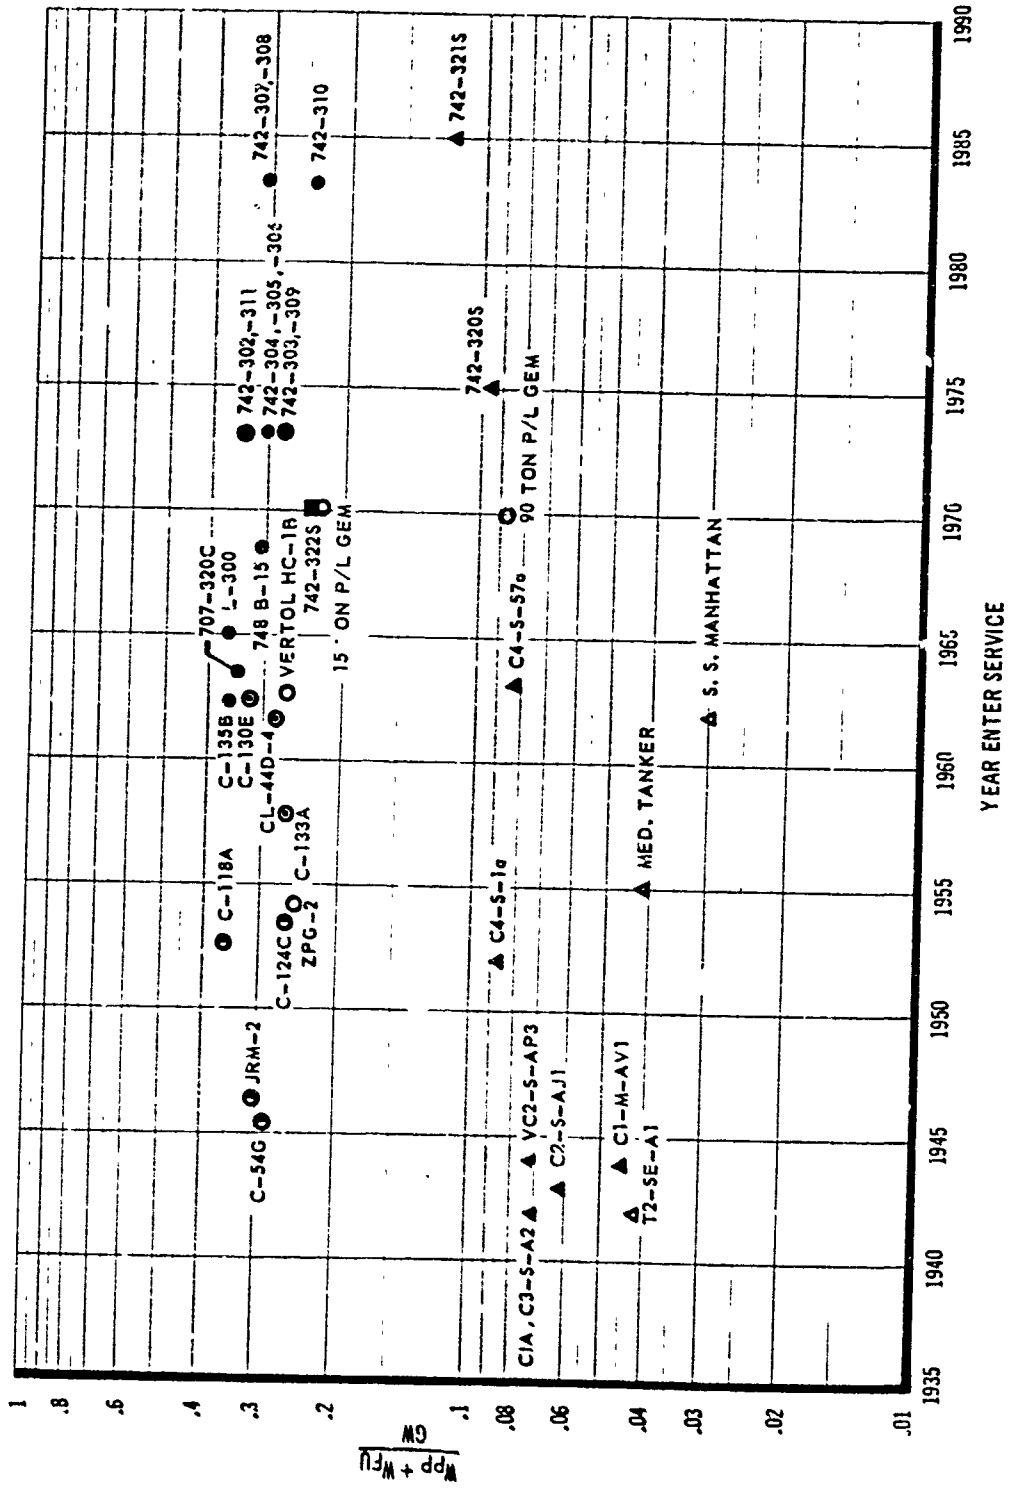 1
.8
.6
.4
.3
.2
.1
.08
.06
.04
.03
.02
.01
WPP + WFU
GW
1935
1940
1945
1950
1955
1960
1965
1970
1975
1980
1985
1990
YEAR ENTER SERVICE
C-54G
JRM-2
C-118A
C-124C
ZPG-2
C-133A
CL-44D-4
C-135B
C-130E
707-320C
L-300
748 B-15
VERTOL HC-1B
742-322S
15 ON P/L GEM
742-302,-311
742-304,-305,-306
742-303,-309
742-307,-308
742-310
742-320S
742-321S
90 TON P/L GEM
C4-S-57a
C4-S-1a
C1A, C3-S-A2
VC2-S-AP3
C2-S-AJ1
C1-M-AV1
T2-SE-A1
MED. TANKER
S. S. MANHATTAN